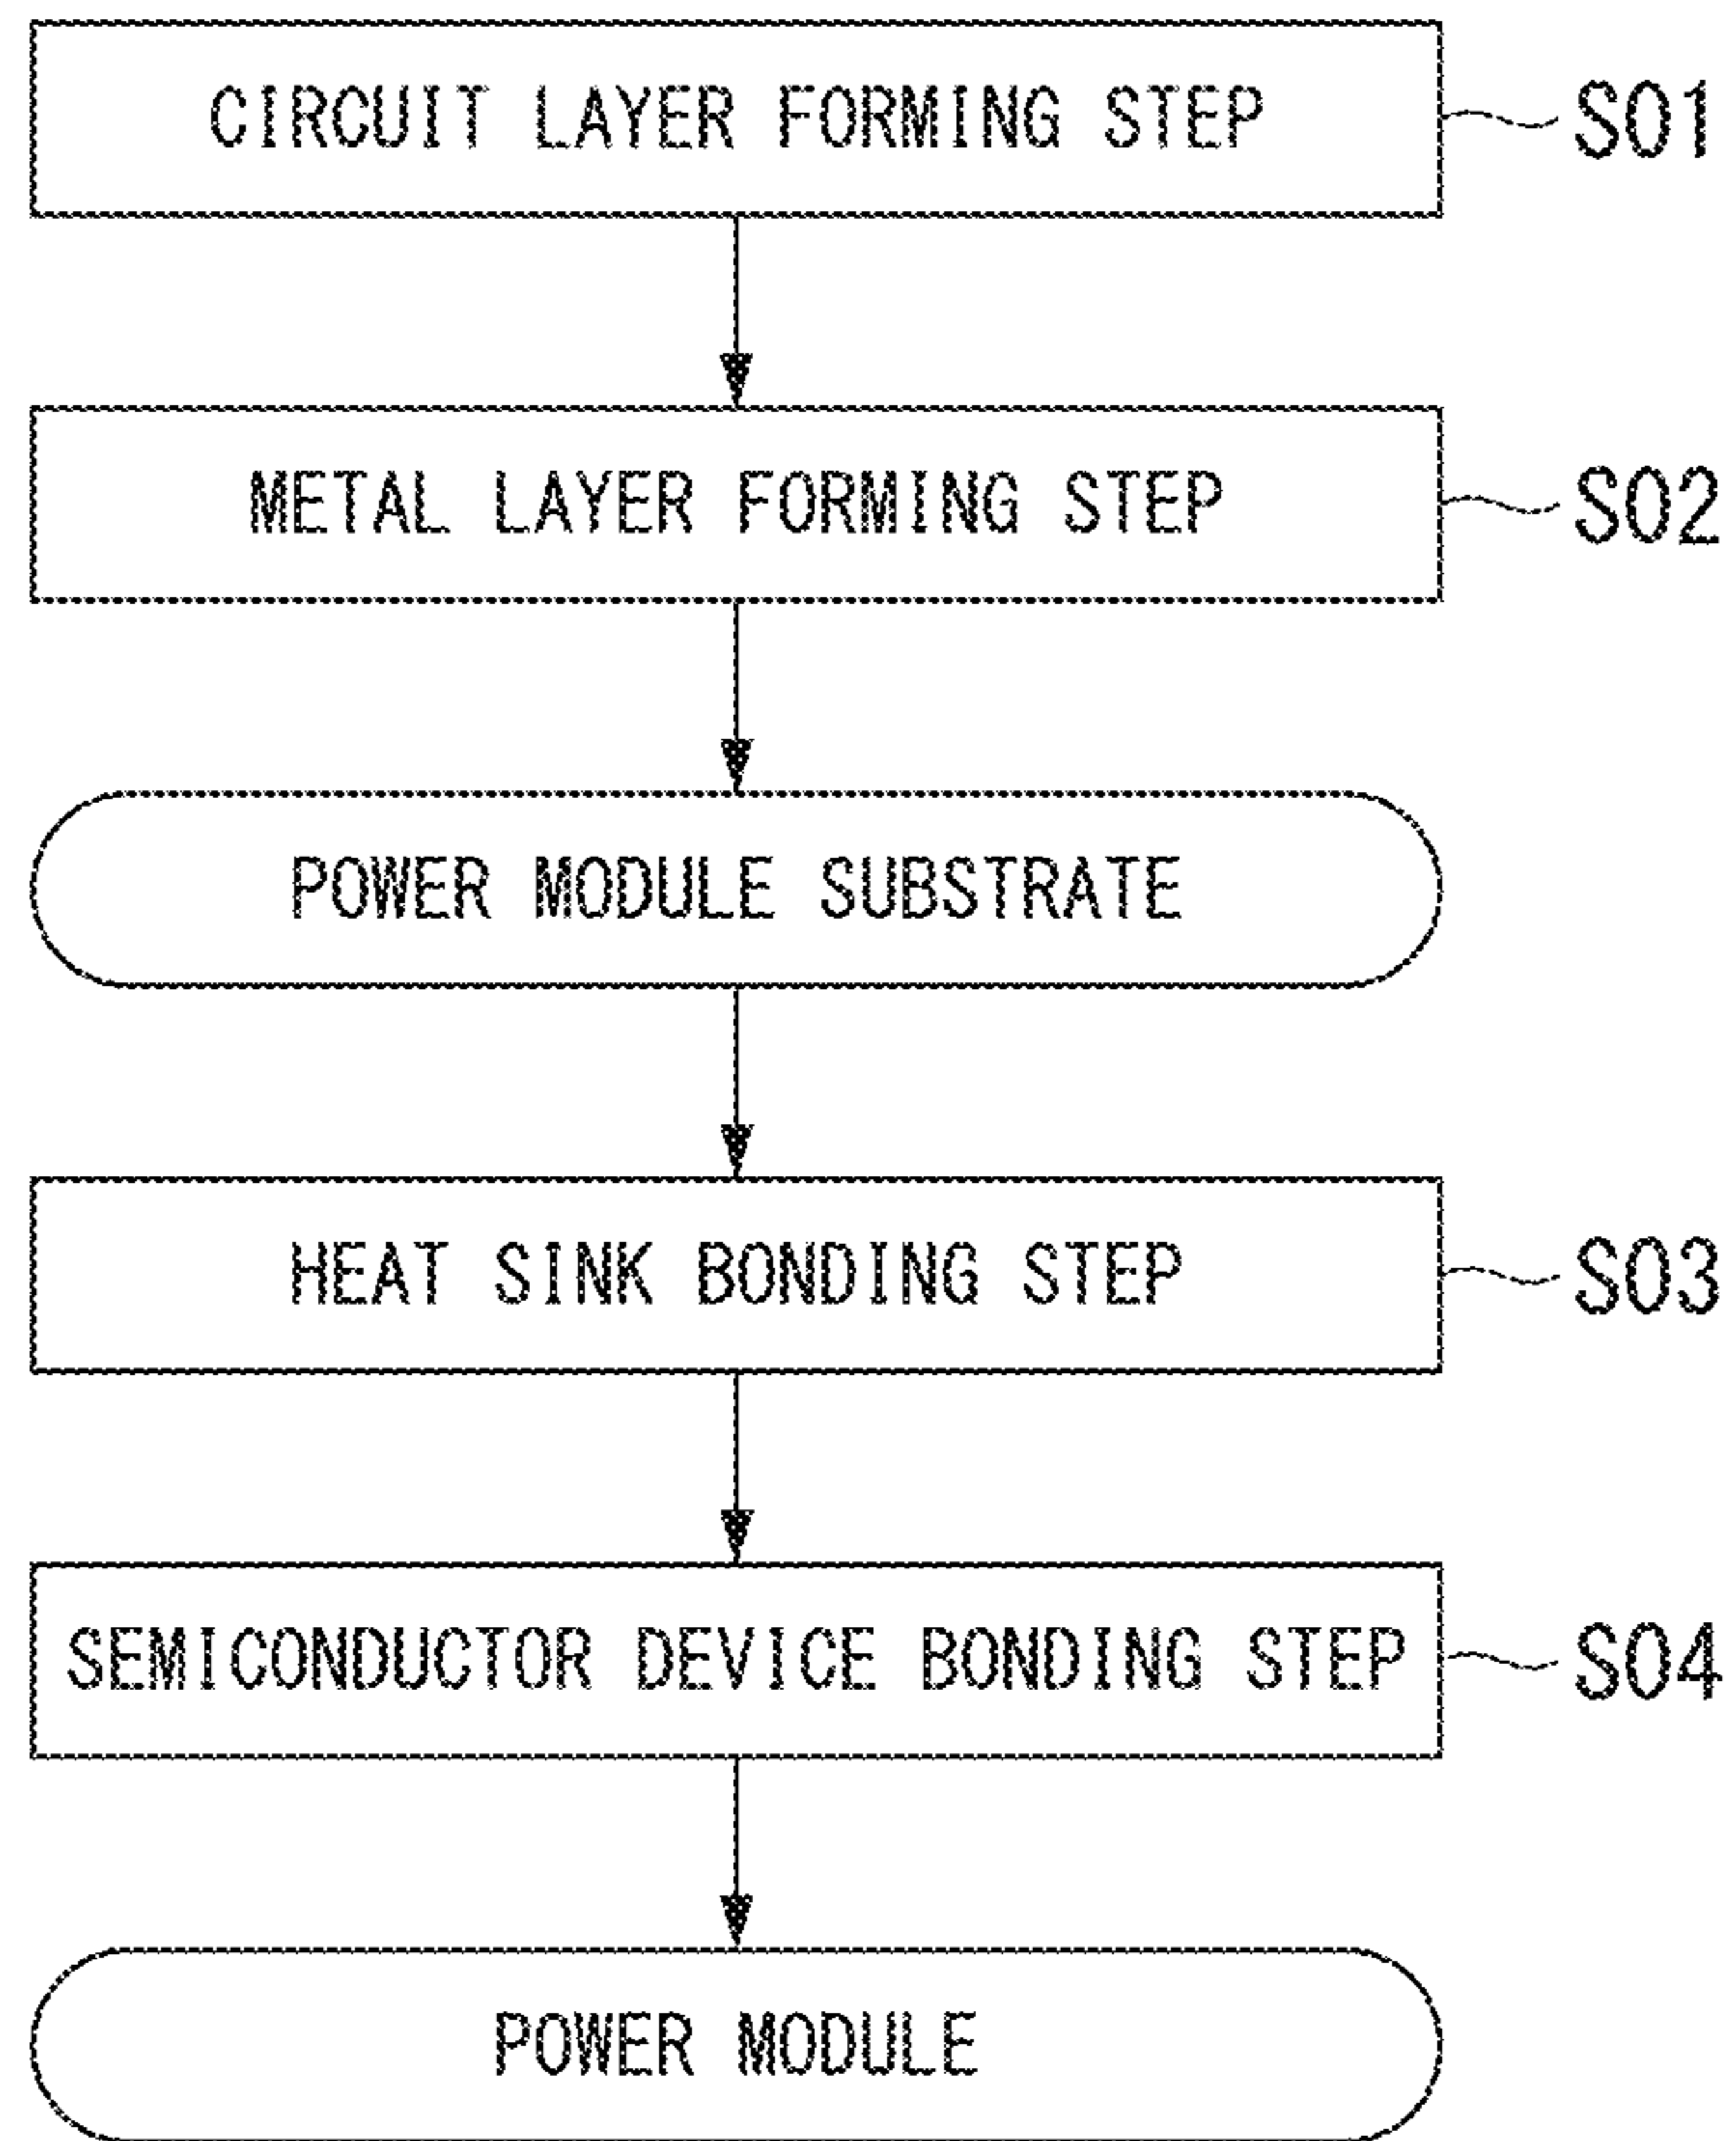 CIRCUIT LAYER FORMING STEP S01
METAL LAYER FORMING STEP S02
POWER MODULE SUBSTRATE
HEAT SINK BONDING STEP S03
SEMICONDUCTOR DEVICE BONDING STEP S04
POWER MODULE